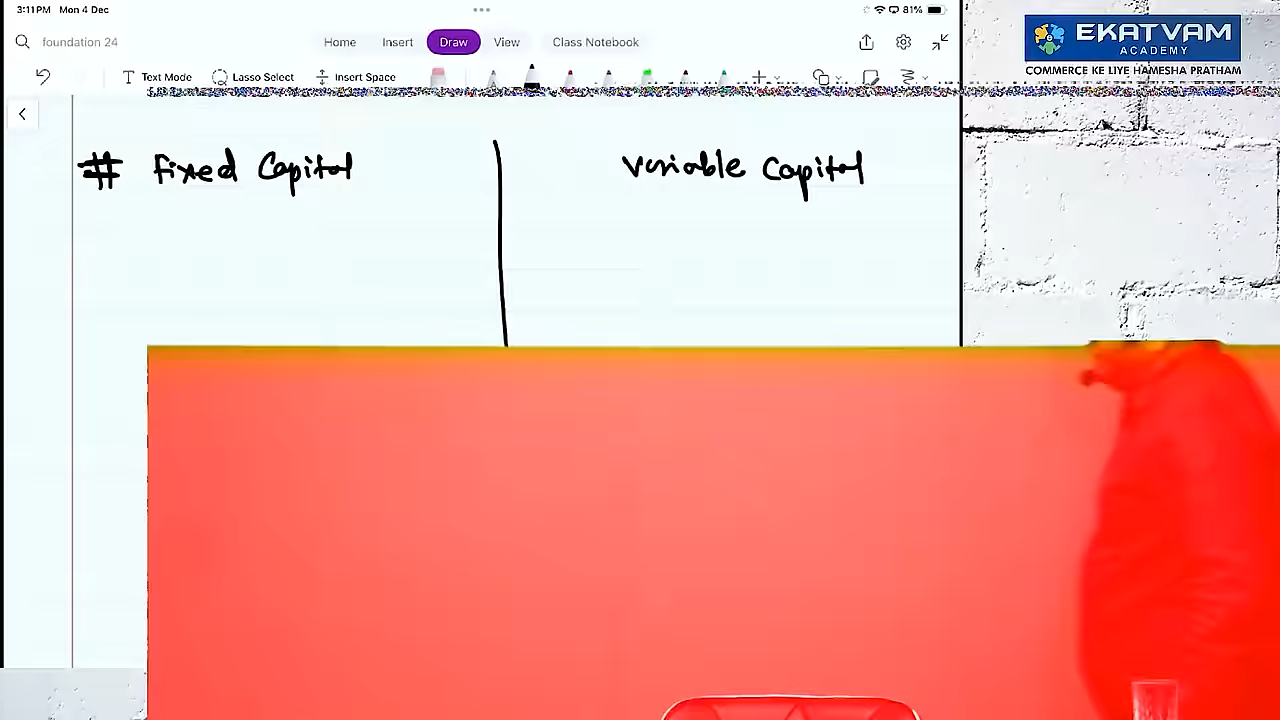 3:11PM Mon 4 Dec
81%
EKATVAM
ACADEMY
COMMERCE KE LIYE HAMESHA PRATHAM
foundation 24
Home Insert Draw View Class Notebook
Text Mode Lasso Select Insert Space
# Fixed Capital
Variable Capital